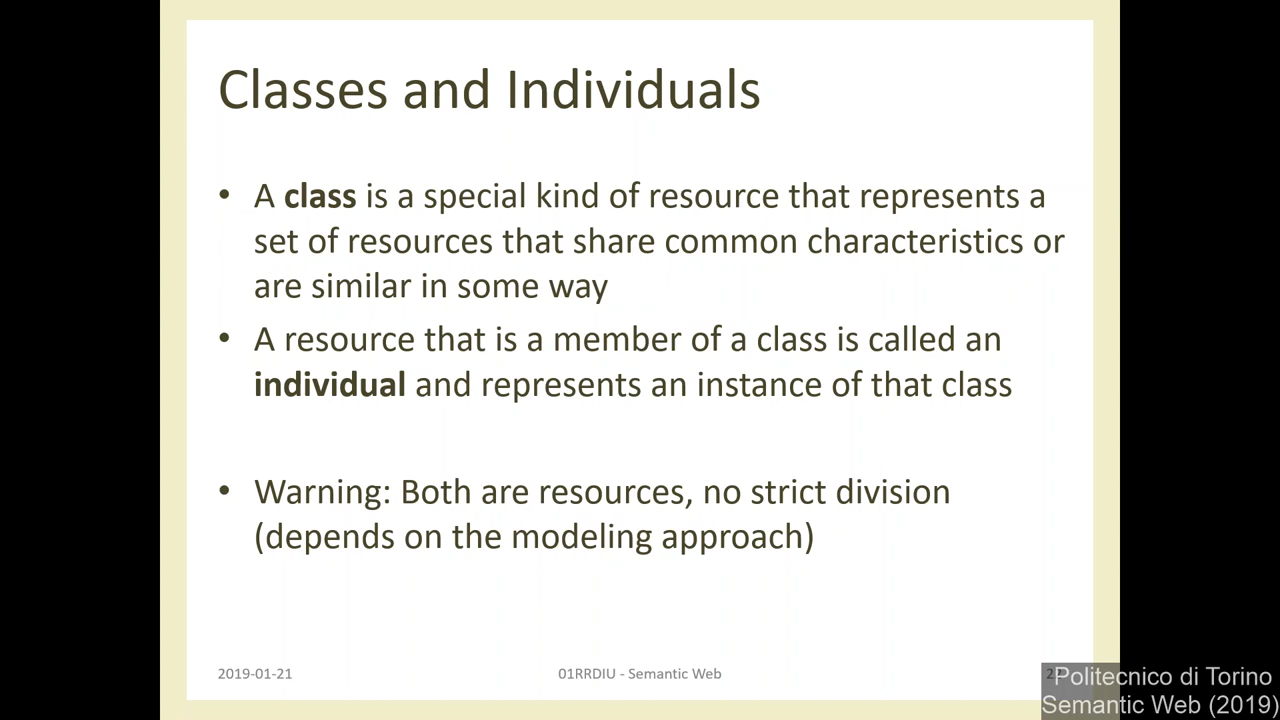 Classes and Individuals
• A class is a special kind of resource that represents a
set of resources that share common characteristics or
are similar in some way
• A resource that is a member of a class is called an
individual and represents an instance of that class
• Warning: Both are resources, no strict division
(depends on the modeling approach)
2019-01-21
01RRDIU - Semantic Web
Politecnico di Torino
Semantic Web (2019)